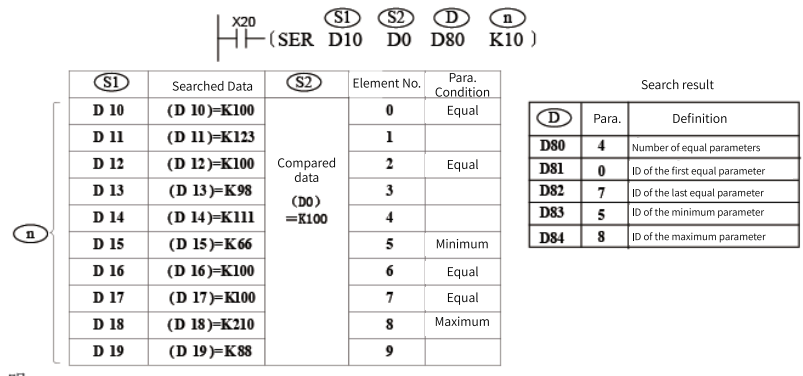 S1 S2 D n
X20
SER D10 D0 D80 K10
S1 Searched Data S2 Element No. Para. Condition
D 10 (D 10)=K100 0 Equal
D 11 (D 11)=K123 1
D 12 (D 12)=K100 2 Equal
D 13 (D 13)=K98 3
D 14 (D 14)=K111 4
D 15 (D 15)=K66 5 Minimum
D 16 (D 16)=K100 6 Equal
D 17 (D 17)=K100 7 Equal
D 18 (D 18)=K210 8 Maximum
D 19 (D 19)=K88 9
Compared
data
(D0)
=K100
n
Search result
D Para. Definition
D80 4 Number of equal parameters
D81 0 ID of the first equal parameter
D82 7 ID of the last equal parameter
D83 5 ID of the minimum parameter
D84 8 ID of the maximum parameter